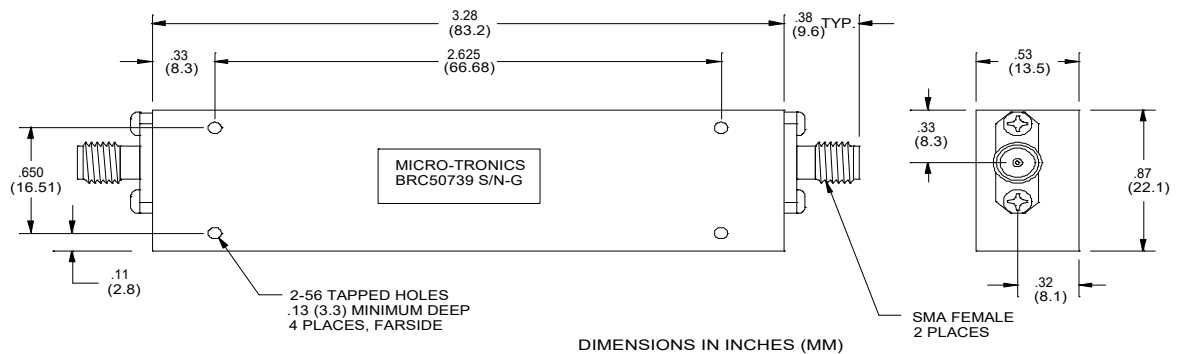 3.28
(83.2)
.38 TYP.
(9.6)
.33
(8.3)
2.625
(66.68)
.53
(13.5)
.650
(16.51)
MICRO-TRONICS
BRC50739 S/N-G
.33
(8.3)
.87
(22.1)
.11
(2.8)
2-56 TAPPED HOLES
.13 (3.3) MINIMUM DEEP
4 PLACES, FARSIDE
SMA FEMALE
2 PLACES
.32
(8.1)
DIMENSIONS IN INCHES (MM)